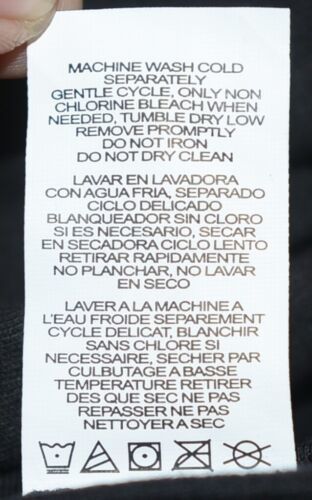 MACHINE WASH COLD
SEPARATELY
GENTLE CYCLE, ONLY NON
CHLORINE BLEACH WHEN
NEEDED, TUMBLE DRY LOW
REMOVE PROMPTLY
DO NOT IRON
DO NOT DRY CLEAN
LAVAR EN LAVADORA
CON AGUA FRIA, SEPARADO
CICLO DELICADO
BLANQUEADOR SIN CLORO
SI ES NECESARIO, SECAR
EN SECADORA CICLO LENTO
RETIRAR RAPIDAMENTE
NO PLANCHAR, NO LAVAR
EN SECO
LAVER A LA MACHINE A
L'EAU FROIDE SEPAREMENT
CYCLE DELICAT, BLANCHIR
SANS CHLORE SI
NECESSAIRE, SECHER PAR
CULBUTAGE A BASSE
TEMPERATURE RETIRER
DES QUE SEC NE PAS
REPASSER NE PAS
NETTOYER A SEC